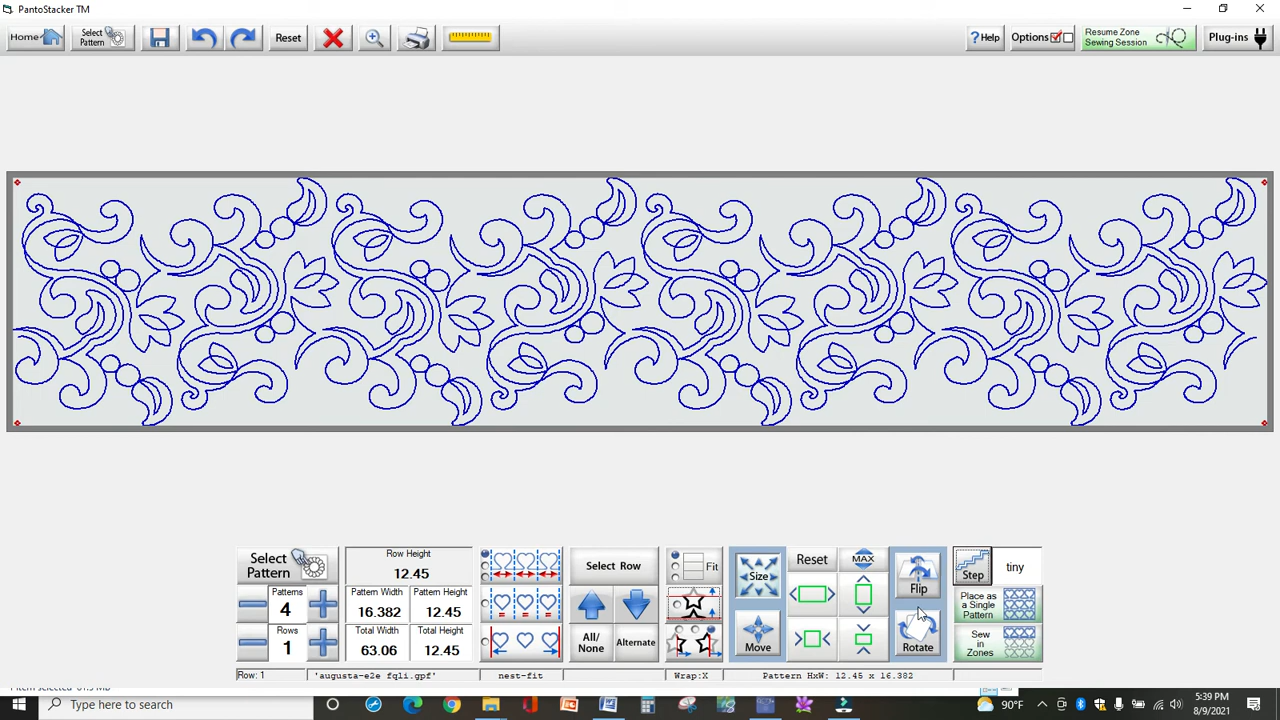 PantoStacker TM
Home
Select
Pattern
Reset
?Help
Options
Resume Zone
Sewing Session
Plug-ins
Select
Pattern
Row Height
12.45
Patterns
4
Pattern Width
16.382
Pattern Height
12.45
Rows
1
Total Width
63.06
Total Height
12.45
Select Row
All/
None
Alternate
Fit
Size
Move
Reset
MAX
Flip
Rotate
Step
tiny
Place as
a Single
Pattern
Sew
in
Zones
Row: 1
'augusta-e2e fqli.gpf'
nest-fit
Wrap:X
Pattern HxW: 12.45 x 16.382
Type here to search
90°F
5:39 PM
8/9/2021